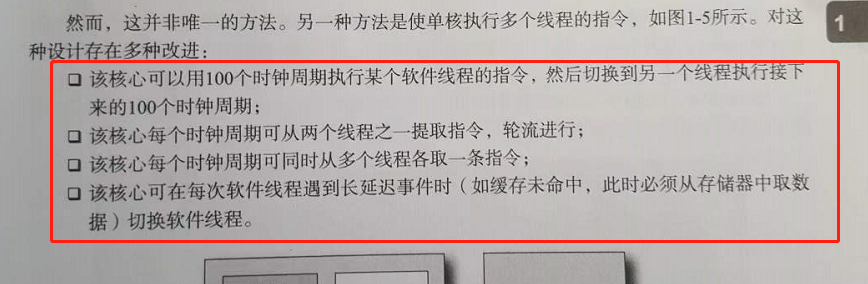 然而，这并非唯一的方法。另一种方法是使单核执行多个线程的指令，如图1-5所示。对这
1
种设计存在多种改进：
❑ 该核心可以用100个时钟周期执行某个软件线程的指令，然后切换到另一个线程执行接下
来的100个时钟周期；
❑ 该核心每个时钟周期可从两个线程之一提取指令，轮流进行；
❑ 该核心每个时钟周期可同时从多个线程各取一条指令；
❑ 该核心可在每次软件线程遇到长延迟事件时（如缓存未命中，此时必须从存储器中取数
据）切换软件线程。